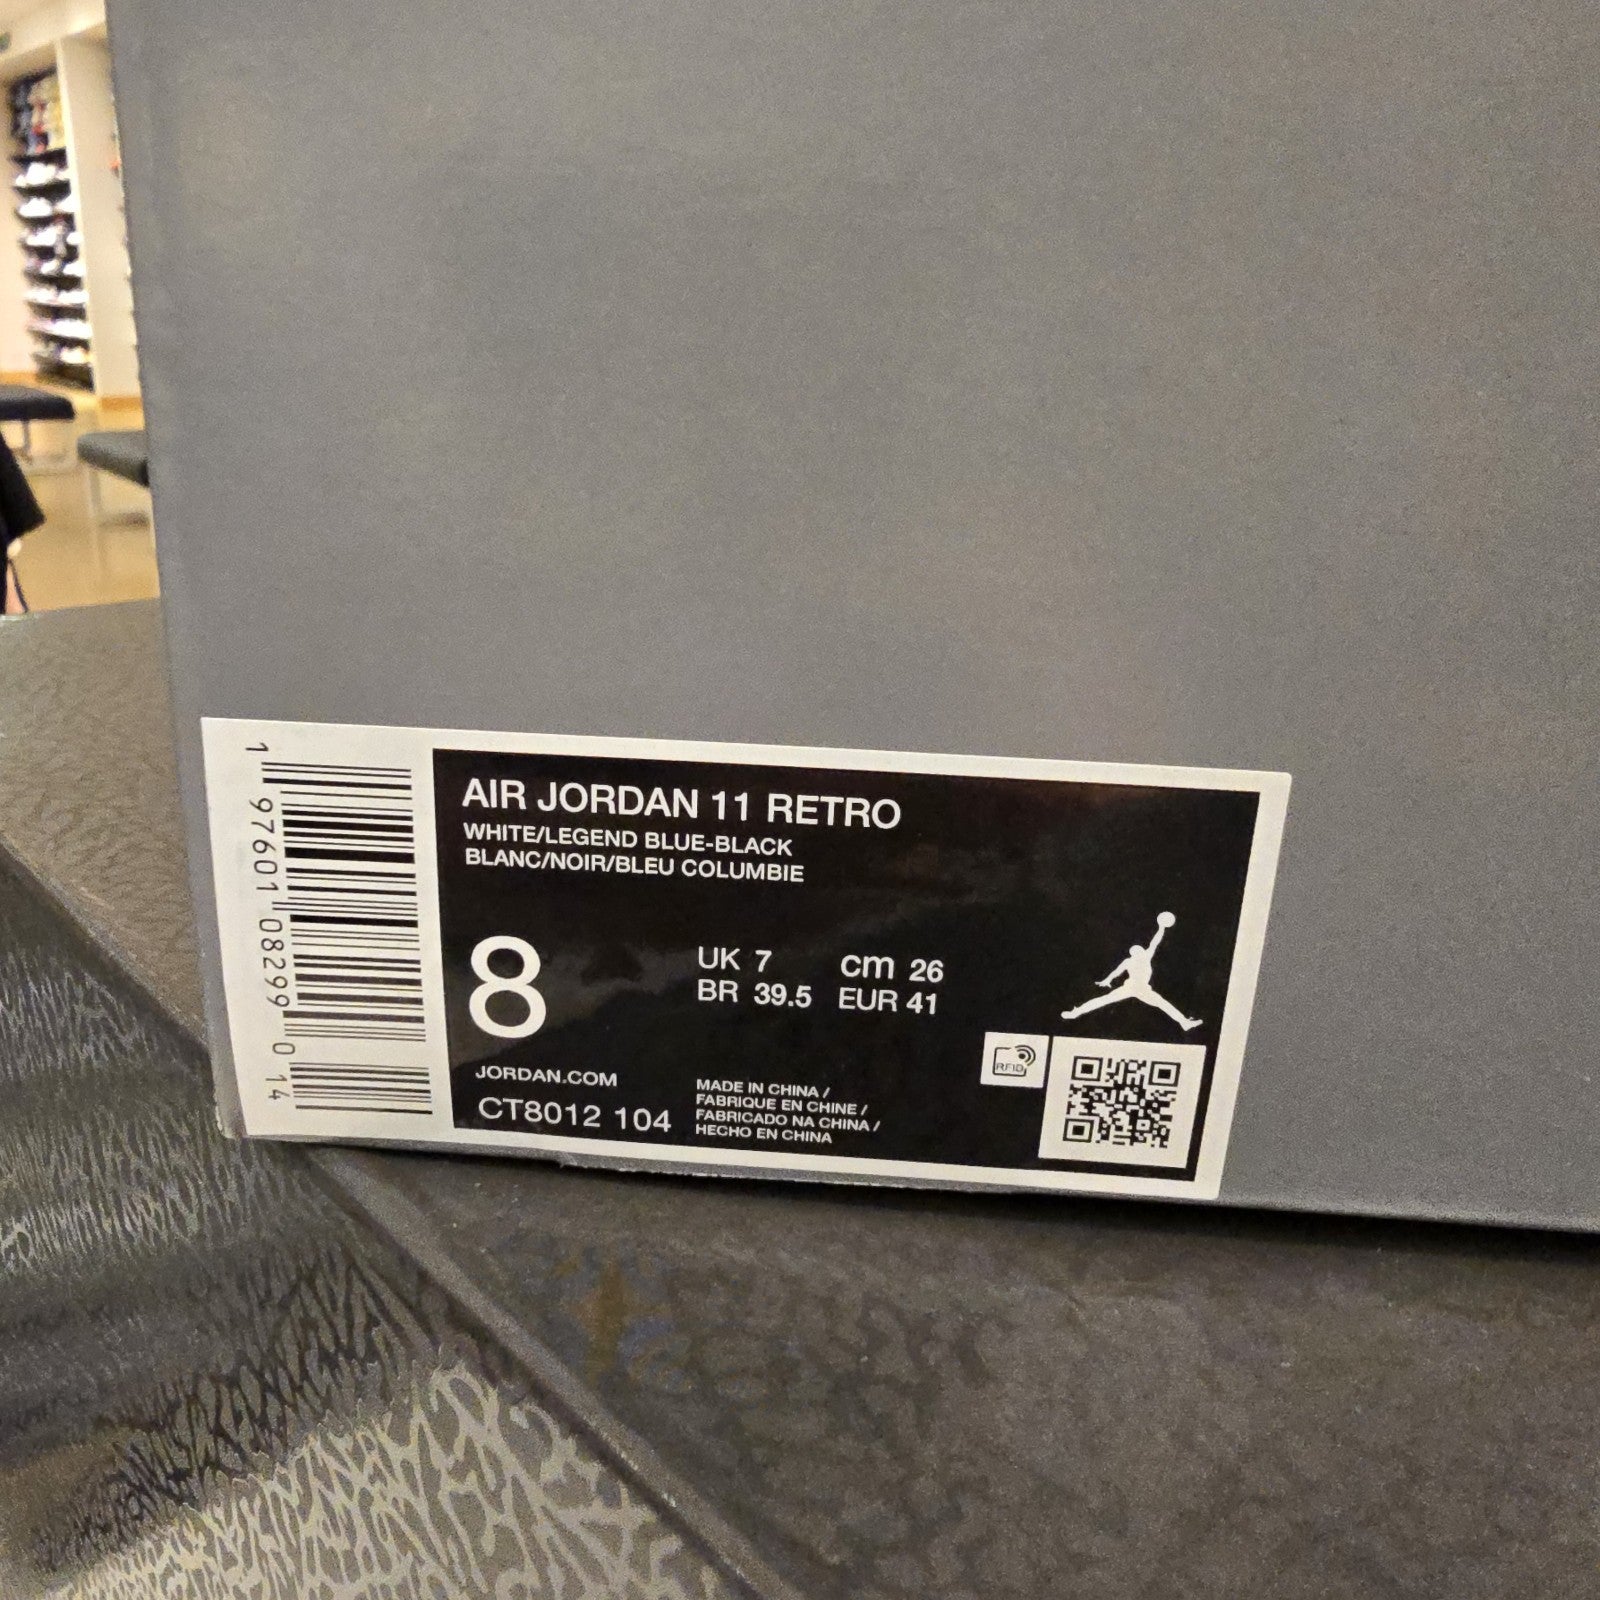 1 97601 08299 0 14
AIR JORDAN 11 RETRO
WHITE/LEGEND BLUE-BLACK
BLANC/NOIR/BLEU COLUMBIE
8
UK 7 cm 26
BR 39.5 EUR 41
RFID
JORDAN.COM
CT8012 104
MADE IN CHINA /
FABRIQUE EN CHINE /
FABRICADO NA CHINA /
HECHO EN CHINA